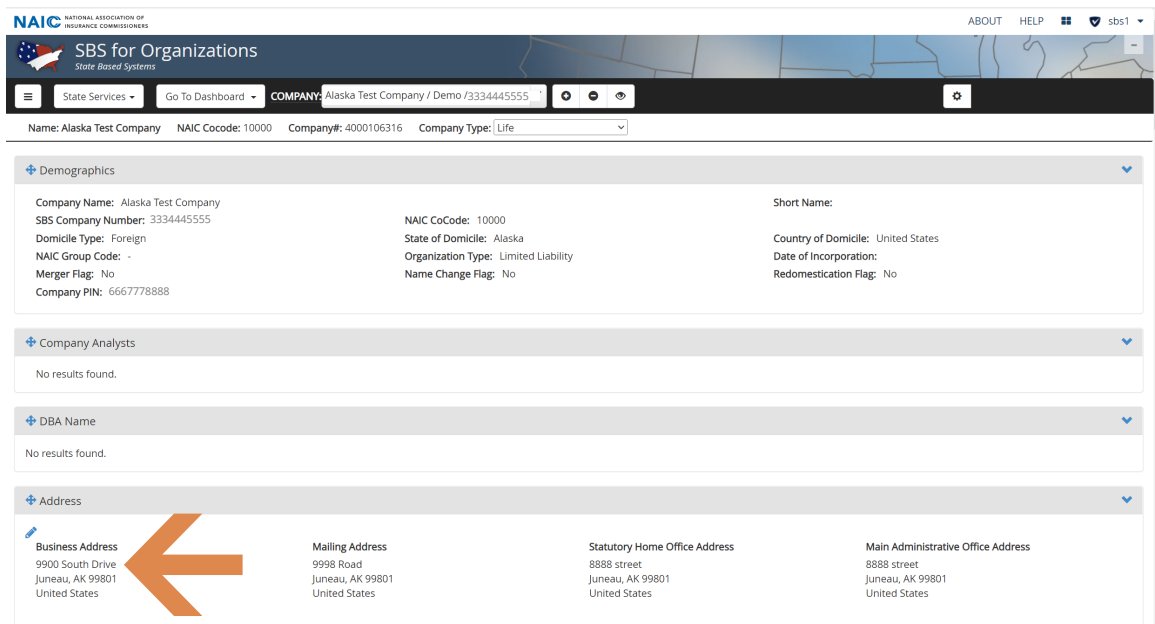 NAIC NATIONAL ASSOCIATION OF INSURANCE COMMISSIONERS ABOUT HELP sbs1
SBS for Organizations
State Based Systems
State Services Go To Dashboard COMPANY: Alaska Test Company / Demo /3334445555
Name: Alaska Test Company NAIC Cocode: 10000 Company#: 4000106316 Company Type: Life
Demographics
Company Name: Alaska Test Company Short Name:
SBS Company Number: 3334445555 NAIC CoCode: 10000
Domicile Type: Foreign State of Domicile: Alaska Country of Domicile: United States
NAIC Group Code: - Organization Type: Limited Liability Date of Incorporation:
Merger Flag: No Name Change Flag: No Redomestication Flag: No
Company PIN: 6667778888
Company Analysts
No results found.
DBA Name
No results found.
Address
Business Address Mailing Address Statutory Home Office Address Main Administrative Office Address
9900 South Drive 9998 Road 8888 street 8888 street
Juneau, AK 99801 Juneau, AK 99801 Juneau, AK 99801 Juneau, AK 99801
United States United States United States United States